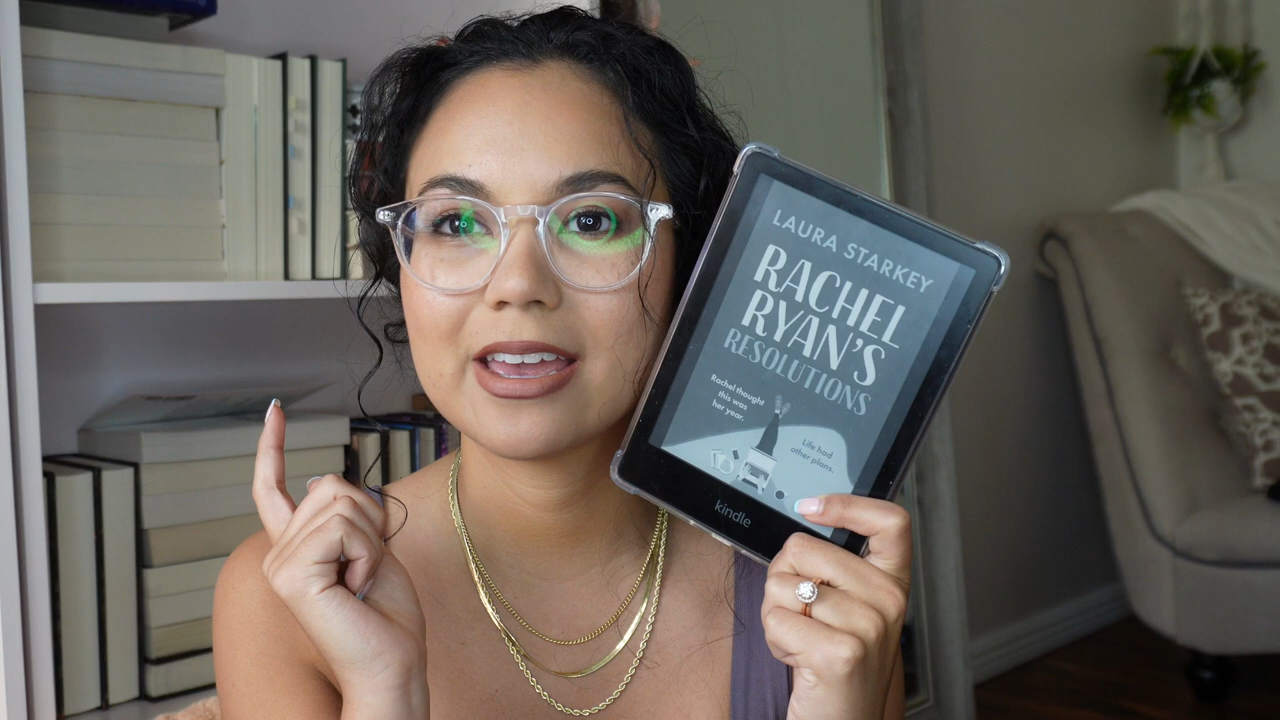 LAURA STARKEY
RACHEL
RYAN'S
RESOLUTIONS
Rachel thought
this was
her year.
Life had
other plans.
kindle